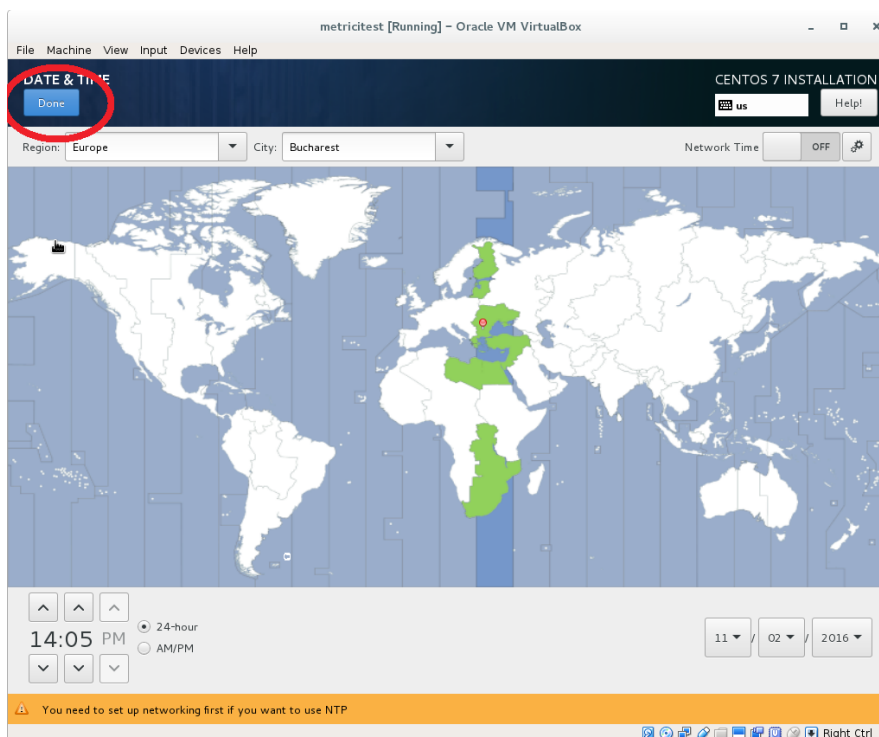 metricitest [Running] – Oracle VM VirtualBox
File Machine View Input Devices Help
DATE & TIME
CENTOS 7 INSTALLATION
Done
us
Help!
Region: Europe City: Bucharest Network Time OFF
14:05 PM
24-hour
AM/PM
11 / 02 / 2016
You need to set up networking first if you want to use NTP
Right Ctrl